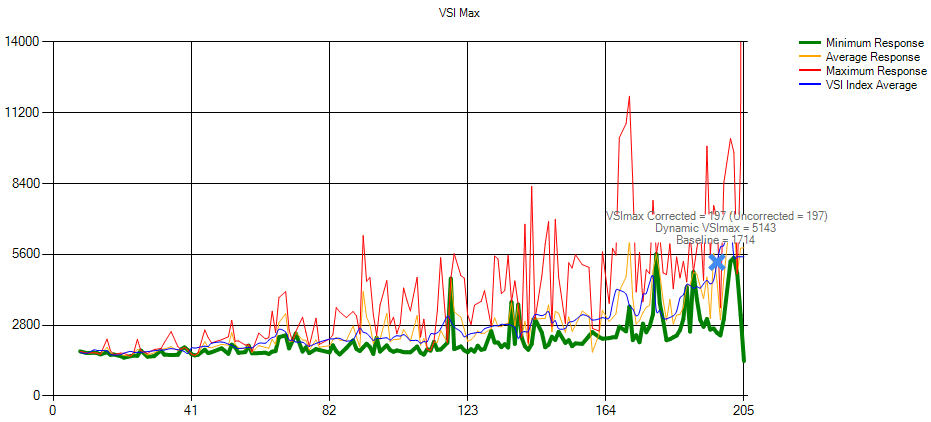 VSI Max
14000
11200
8400
5600
2800
0
0 41 82 123 164 205
Minimum Response
Average Response
Maximum Response
VSI Index Average
VSImax Corrected = 197 (Uncorrected = 197)
Dynamic VSImax = 5143
Baseline = 1714